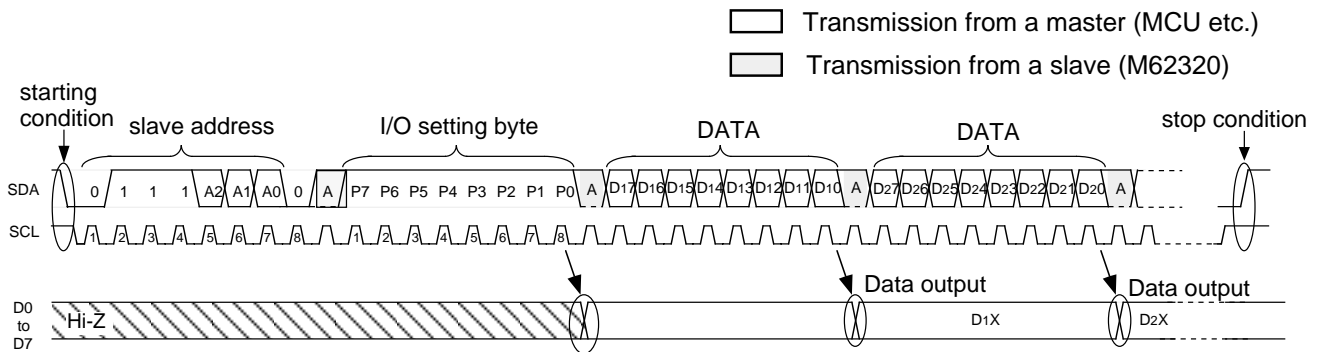 Transmission from a master (MCU etc.)
Transmission from a slave (M62320)
starting
condition
slave address
I/O setting byte
DATA
DATA
stop condition
SDA
0 1 1 1 A2 A1 A0 0 A P7 P6 P5 P4 P3 P2 P1 P0 A D17 D16 D15 D14 D13 D12 D11 D10 A D27 D26 D25 D24 D23 D22 D21 D20 A
SCL
1 2 3 4 5 6 7 8 1 2 3 4 5 6 7 8
Data output
Data output
D0
to
D7
Hi-Z
D1X
D2X